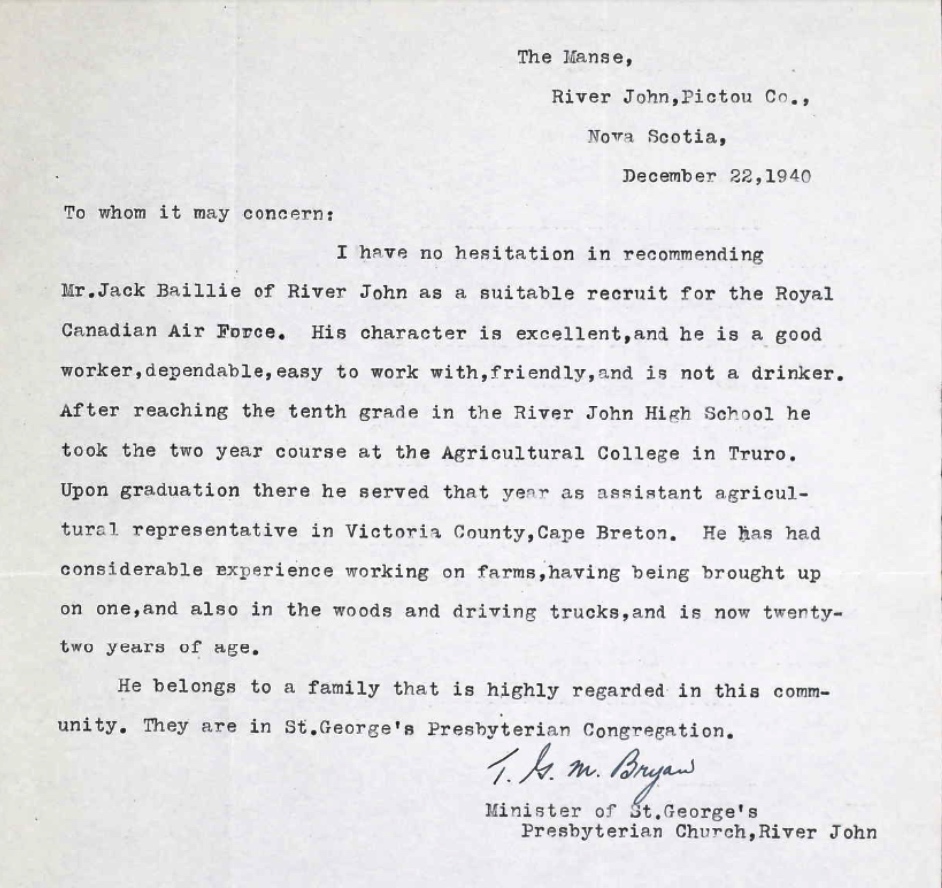 The Manse,
River John,Pictou Co.,
Nova Scotia,
December 22,1940
To whom it may concern:
I have no hesitation in recommending
Mr.Jack Baillie of River John as a suitable recruit for the Royal
Canadian Air Force. His character is excellent,and he is a good
worker,dependable,easy to work with,friendly,and is not a drinker.
After reaching the tenth grade in the River John High School he
took the two year course at the Agricultural College in Truro.
Upon graduation there he served that year as assistant agricul-
tural representative in Victoria County,Cape Breton. He has had
considerable experience working on farms,having being brought up
on one,and also in the woods and driving trucks,and is now twenty-
two years of age.
He belongs to a family that is highly regarded in this comm-
unity. They are in St.George's Presbyterian Congregation.
T. G. M. Bryan
Minister of St.George's
Presbyterian Church,River John